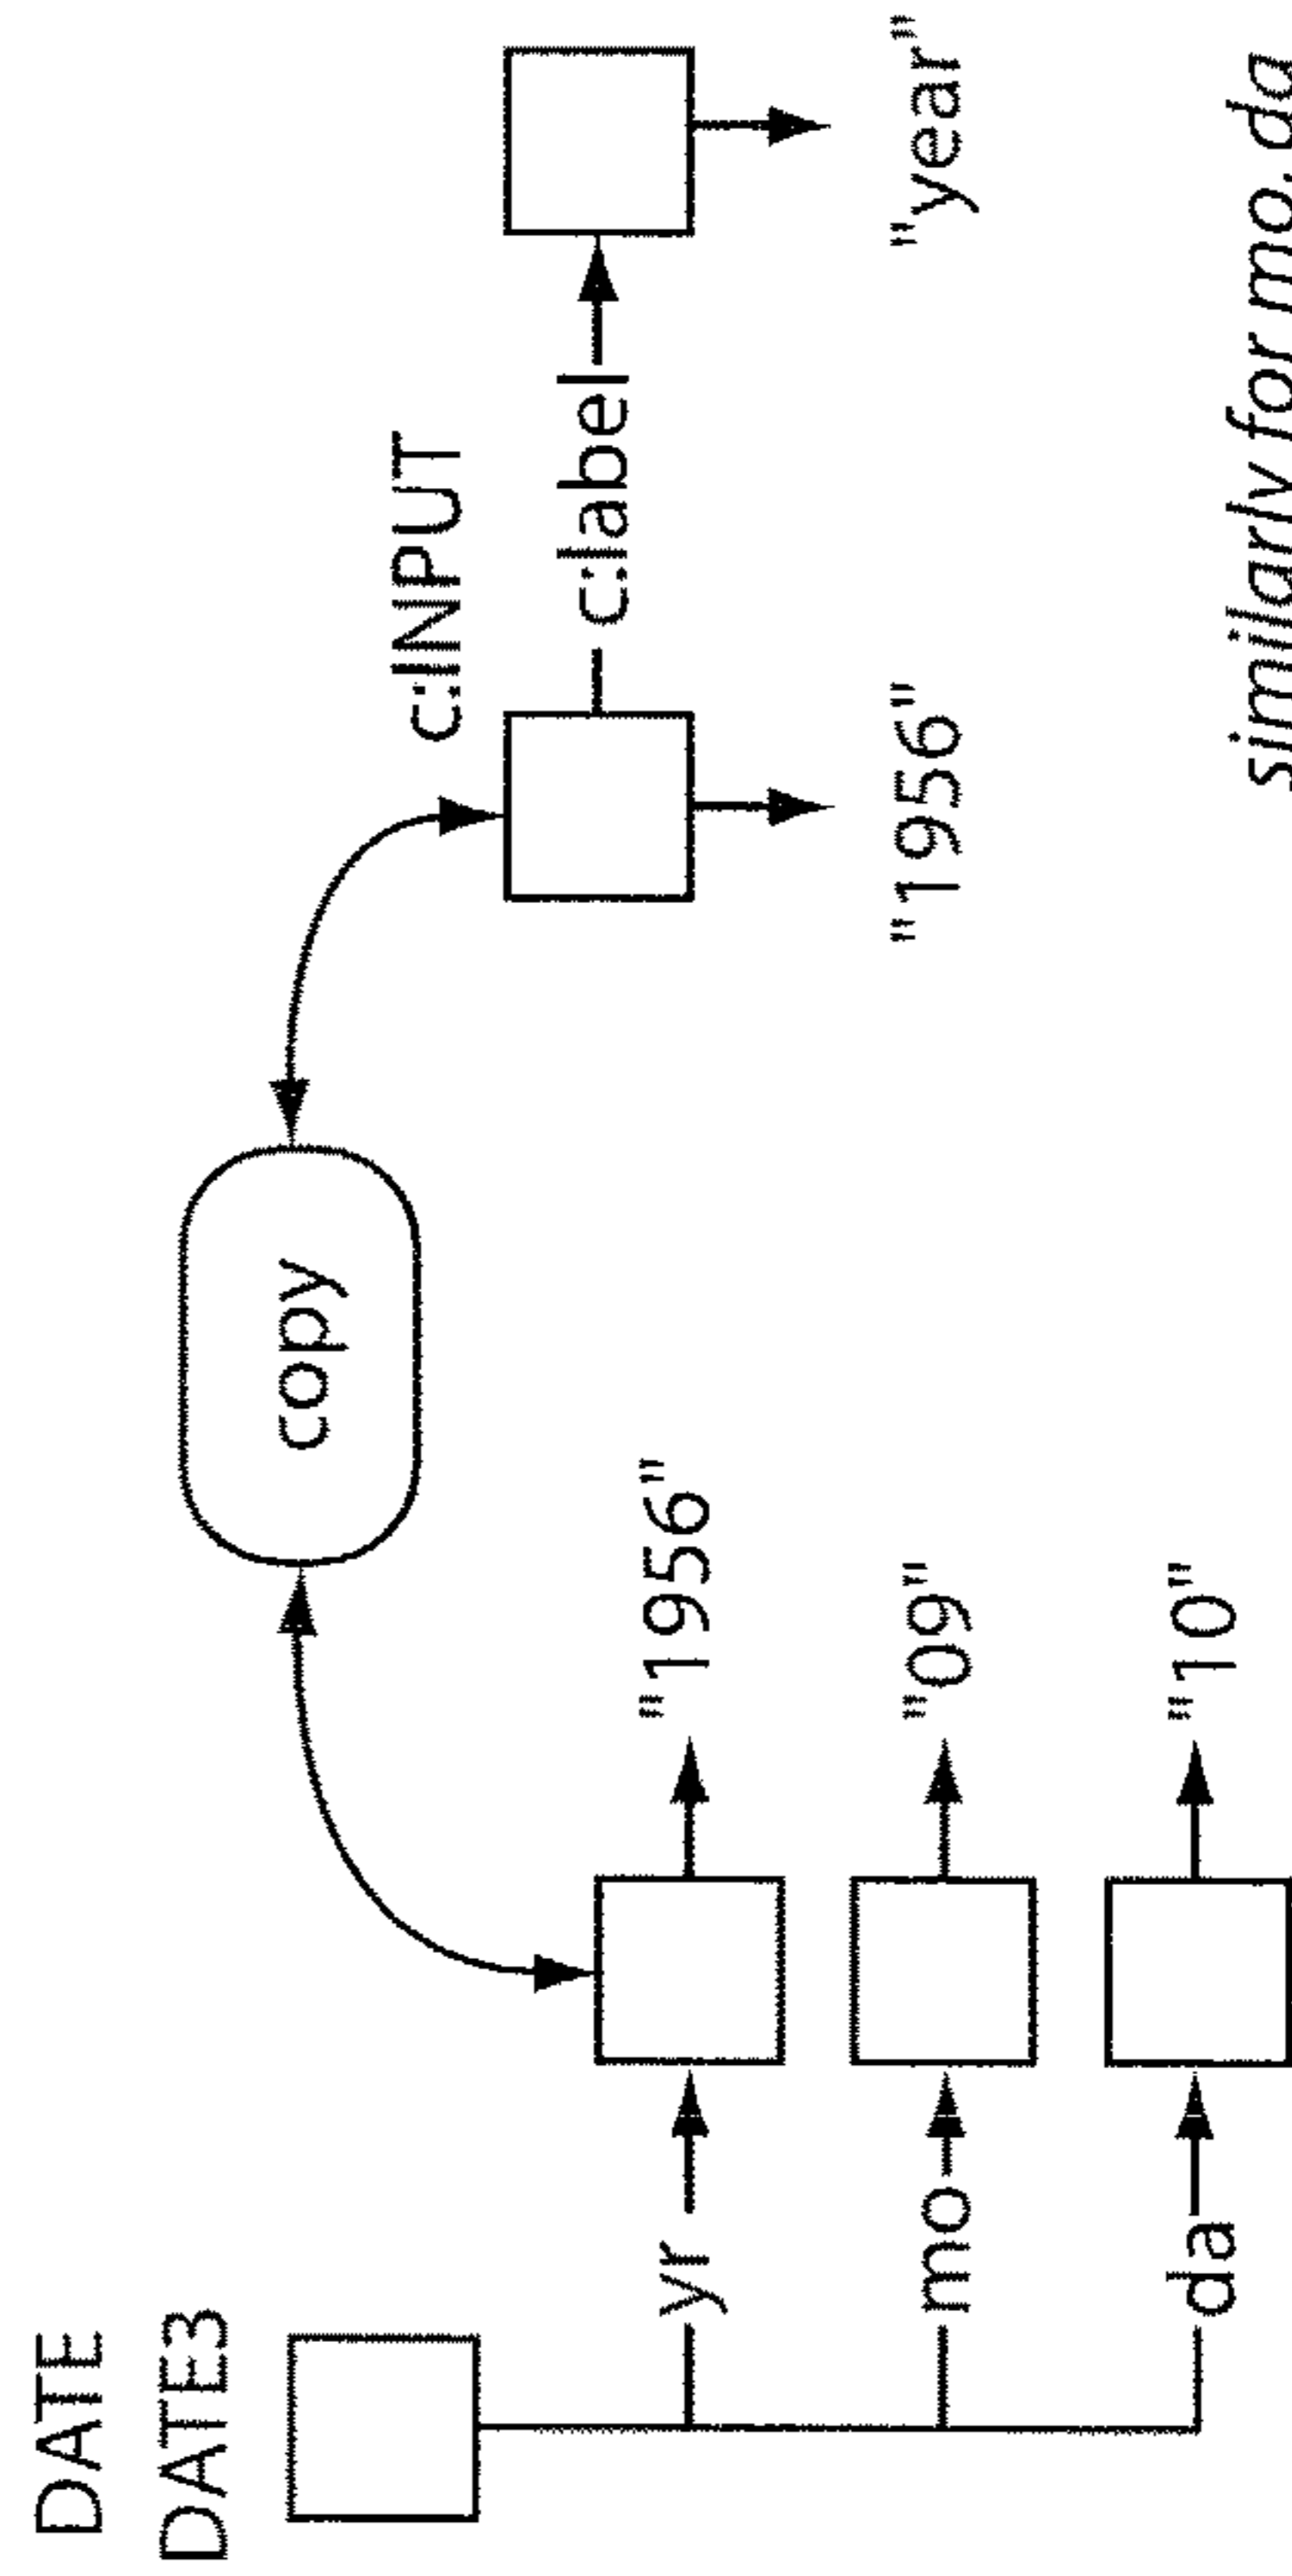 DATE
DATE3
copy
c:INPUT
c:label
yr
"1956"
"1956"
"year"
mo
"09"
da
"10"
similarly for mo, da